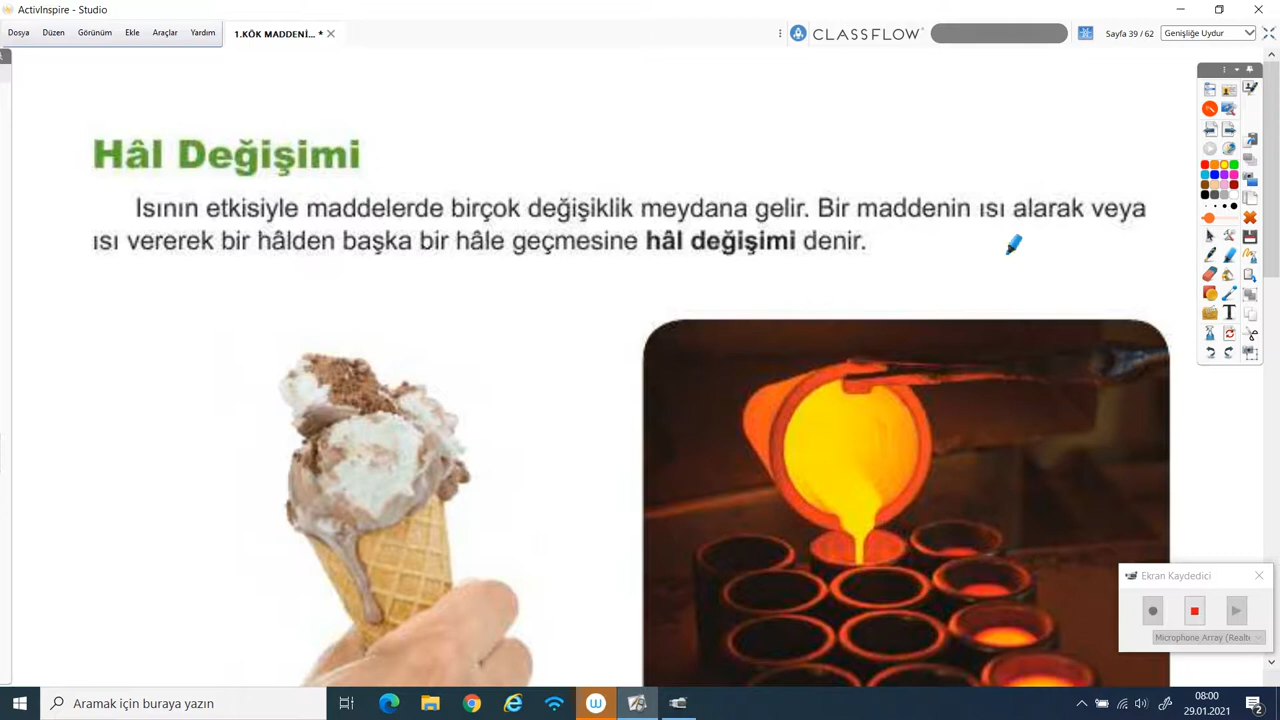 ActivInspire - Studio
Dosya Düzen Görünüm Ekle Araçlar Yardım
1.KÖK MADDENİ... *
CLASSFLOW
Sayfa 39 / 62
Genişliğe Uydur
Hâl Değişimi
Isının etkisiyle maddelerde birçok değişiklik meydana gelir. Bir maddenin ısı alarak veya
ısı vererek bir hâlden başka bir hâle geçmesine hâl değişimi denir.
Ekran Kaydedici
Microphone Array (Realte
Aramak için buraya yazın
08:00
29.01.2021
2